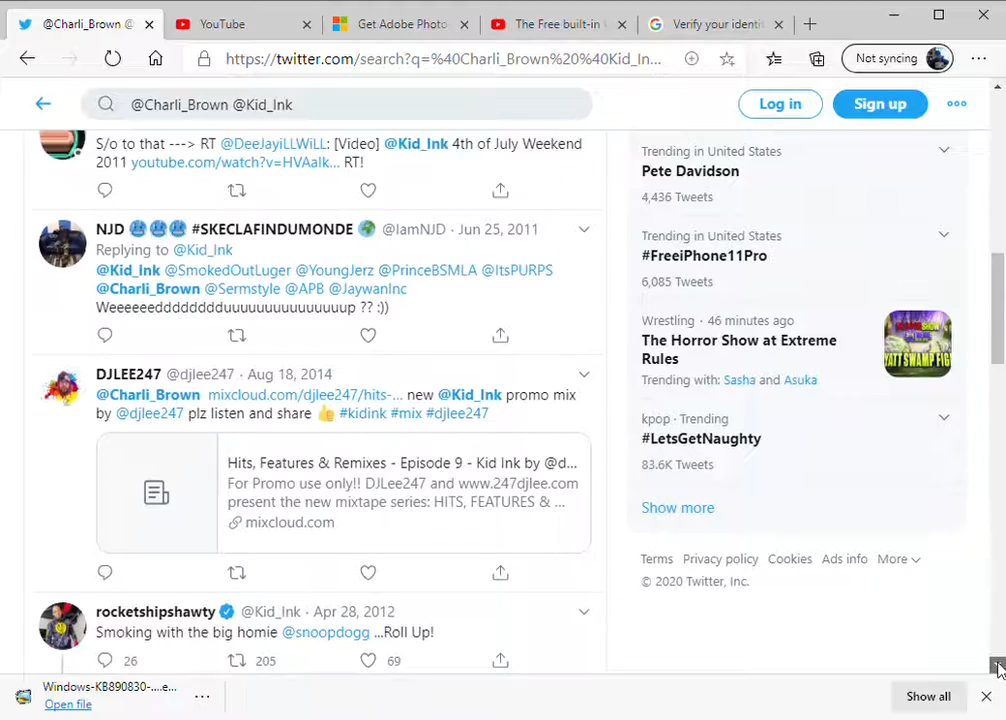 @Charli_Brown @
YouTube
Get Adobe Photo
The Free built-in
Verify your identi
https://twitter.com/search?q=%40Charli_Brown%20%40Kid_In...
Not syncing
@Charli_Brown @Kid_Ink
Log in
Sign up
S/o to that ---> RT @DeeJayiLLWiLL: [Video] @Kid_Ink 4th of July Weekend
2011 youtube.com/watch?v=HVAaIk... RT!
NJD 🥶🥶🥶 #SKECLAFINDUMONDE 🌍 @IamNJD · Jun 25, 2011
Replying to @Kid_Ink
@Kid_Ink @SmokedOutLuger @YoungJerz @PrinceBSMLA @ItsPURPS
@Charli_Brown @Sermstyle @APB @JaywanInc
Weeeeeedddddddduuuuuuuuuuuuuuup ?? :))
DJLEE247 @djlee247 · Aug 18, 2014
@Charli_Brown mixcloud.com/djlee247/hits-... new @Kid_Ink promo mix
by @djlee247 plz listen and share 👍 #kidink #mix #djlee247
Hits, Features & Remixes - Episode 9 - Kid Ink by @d...
For Promo use only!! DJLee247 and www.247djlee.com
present the new mixtape series: HITS, FEATURES & ...
mixcloud.com
rocketshipshawty @Kid_Ink · Apr 28, 2012
Smoking with the big homie @snoopdogg ...Roll Up!
26 205 69
Trending in United States
Pete Davidson
4,436 Tweets
Trending in United States
#FreeiPhone11Pro
6,085 Tweets
Wrestling · 46 minutes ago
The Horror Show at Extreme
Rules
Trending with: Sasha and Asuka
kpop · Trending
#LetsGetNaughty
83.6K Tweets
Show more
Terms Privacy policy Cookies Ad info More
© 2020 Twitter, Inc.
Windows-KB890830-....e...
Open file
Show all